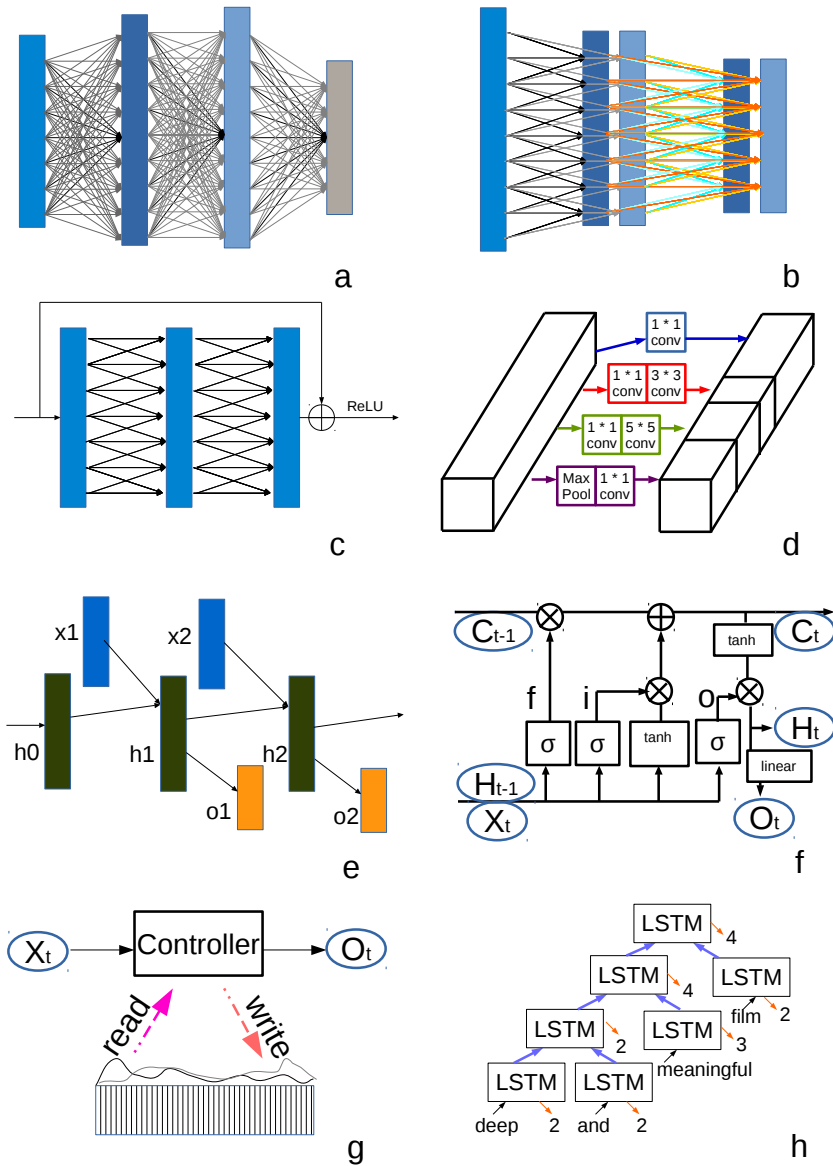 a
b
ReLU
c
1 * 1
conv
1 * 1
conv
3 * 3
conv
1 * 1
conv
5 * 5
conv
Max
Pool
1 * 1
conv
d
x1
x2
h0
h1
h2
o1
o2
e
Ct-1
Ct
tanh
f
i
o
Ht
σ
σ
tanh
σ
linear
Ht-1
Xt
Ot
f
Xt
Controller
Ot
read
write
g
LSTM
4
LSTM
4
LSTM
film
2
LSTM
2
LSTM
3
meaningful
LSTM
LSTM
deep
2
and
2
h